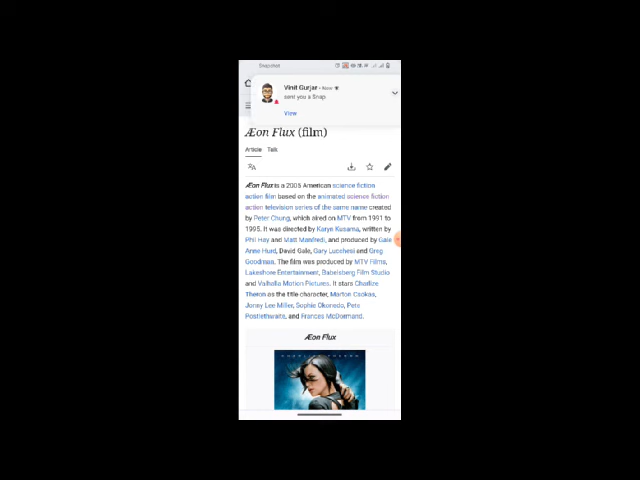 Snapchat
Vinit Gurjar • Now
sent you a Snap.
View
Æon Flux (film)
Article Talk
Æon Flux is a 2005 American science fiction
action film based on the animated science fiction
action television series of the same name created
by Peter Chung, which aired on MTV from 1991 to
1995. It was directed by Karyn Kusama, written by
Phil Hay and Matt Manfredi, and produced by Gale
Anne Hurd, David Gale, Gary Lucchesi and Greg
Goodman. The film was produced by MTV Films,
Lakeshore Entertainment, Babelsberg Film Studio
and Valhalla Motion Pictures. It stars Charlize
Theron as the title character, Marton Csokas,
Jonny Lee Miller, Sophie Okonedo, Pete
Postlethwaite, and Frances McDormand.
Æon Flux
CHARLIZE THERON